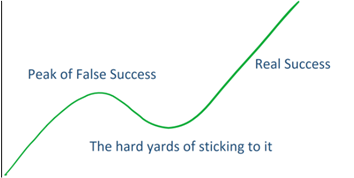 Peak of False Success
Real Success
The hard yards of sticking to it